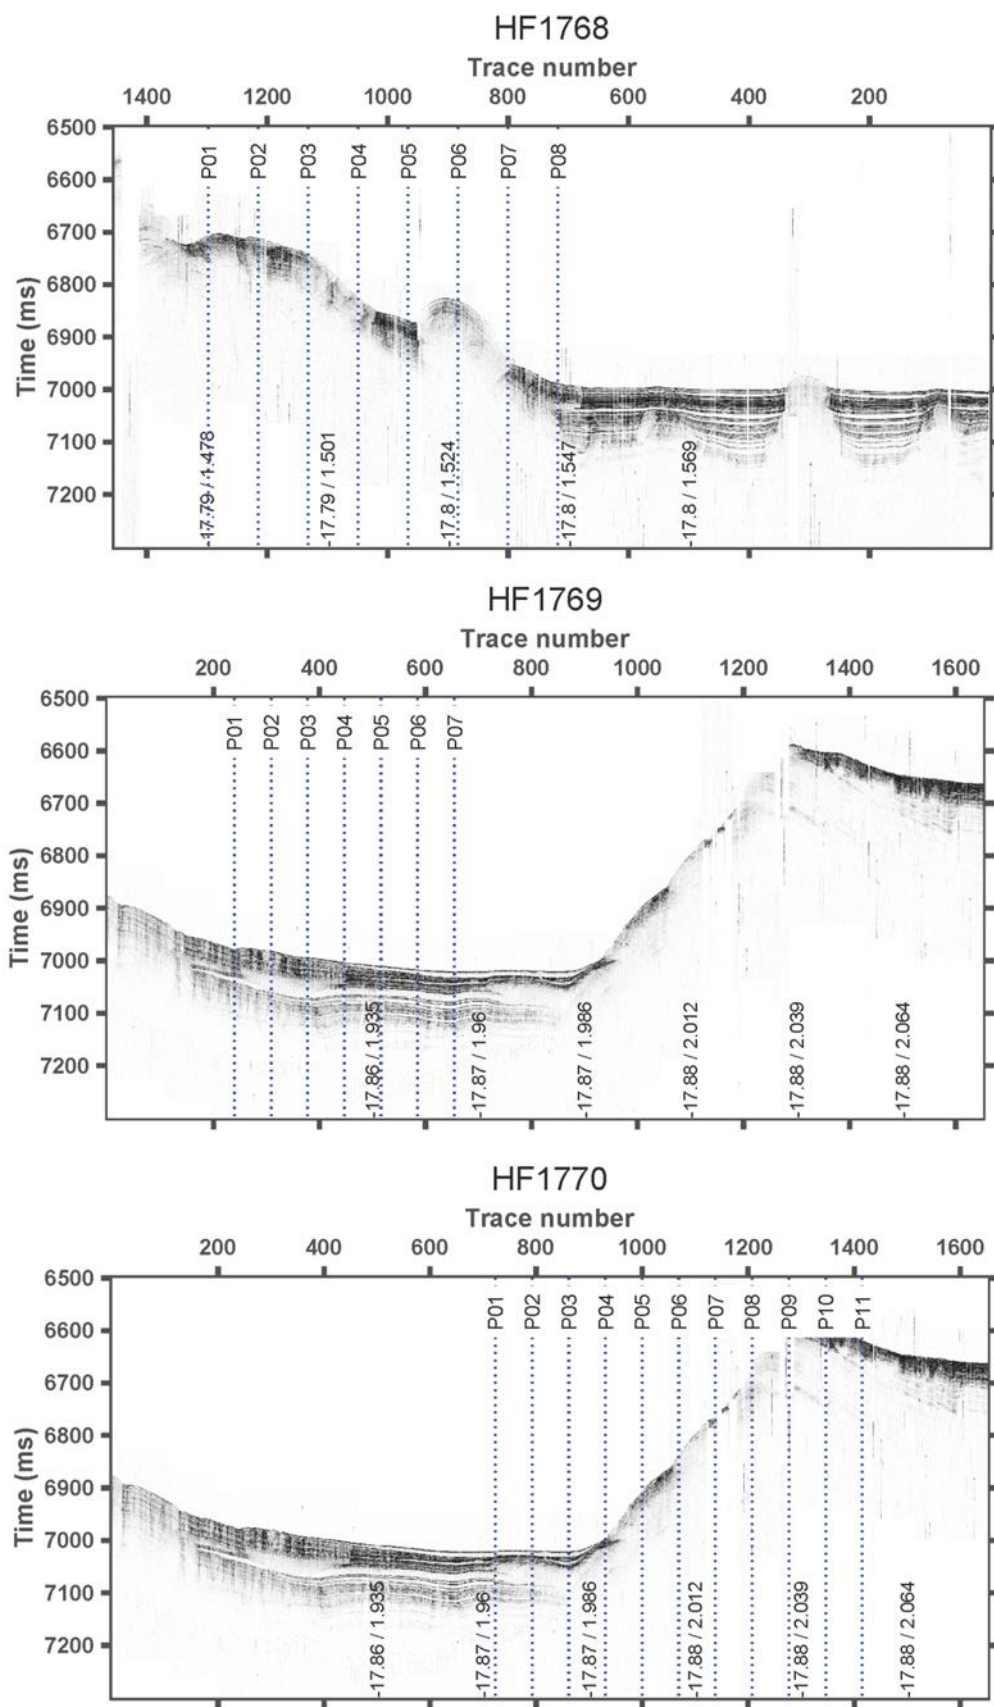 HF1768
Trace number
1400 1200 1000 800 600 400 200
6500
6600
6700
6800
6900
7000
7100
7200
Time (ms)
P01 P02 P03 P04 P05 P06 P07 P08
-17.79 / 1.478 -17.79 / 1.501 -17.8 / 1.524 -17.8 / 1.547 -17.8 / 1.569
HF1769
Trace number
200 400 600 800 1000 1200 1400 1600
6500
6600
6700
6800
6900
7000
7100
7200
Time (ms)
P01 P02 P03 P04 P05 P06 P07
-17.86 / 1.935 -17.87 / 1.96 -17.87 / 1.986 -17.88 / 2.012 -17.88 / 2.039 -17.88 / 2.064
HF1770
Trace number
200 400 600 800 1000 1200 1400 1600
6500
6600
6700
6800
6900
7000
7100
7200
Time (ms)
P01 P02 P03 P04 P05 P06 P07 P08 P09 P10 P11
-17.86 / 1.935 -17.87 / 1.96 -17.87 / 1.986 -17.88 / 2.012 -17.88 / 2.039 -17.88 / 2.064